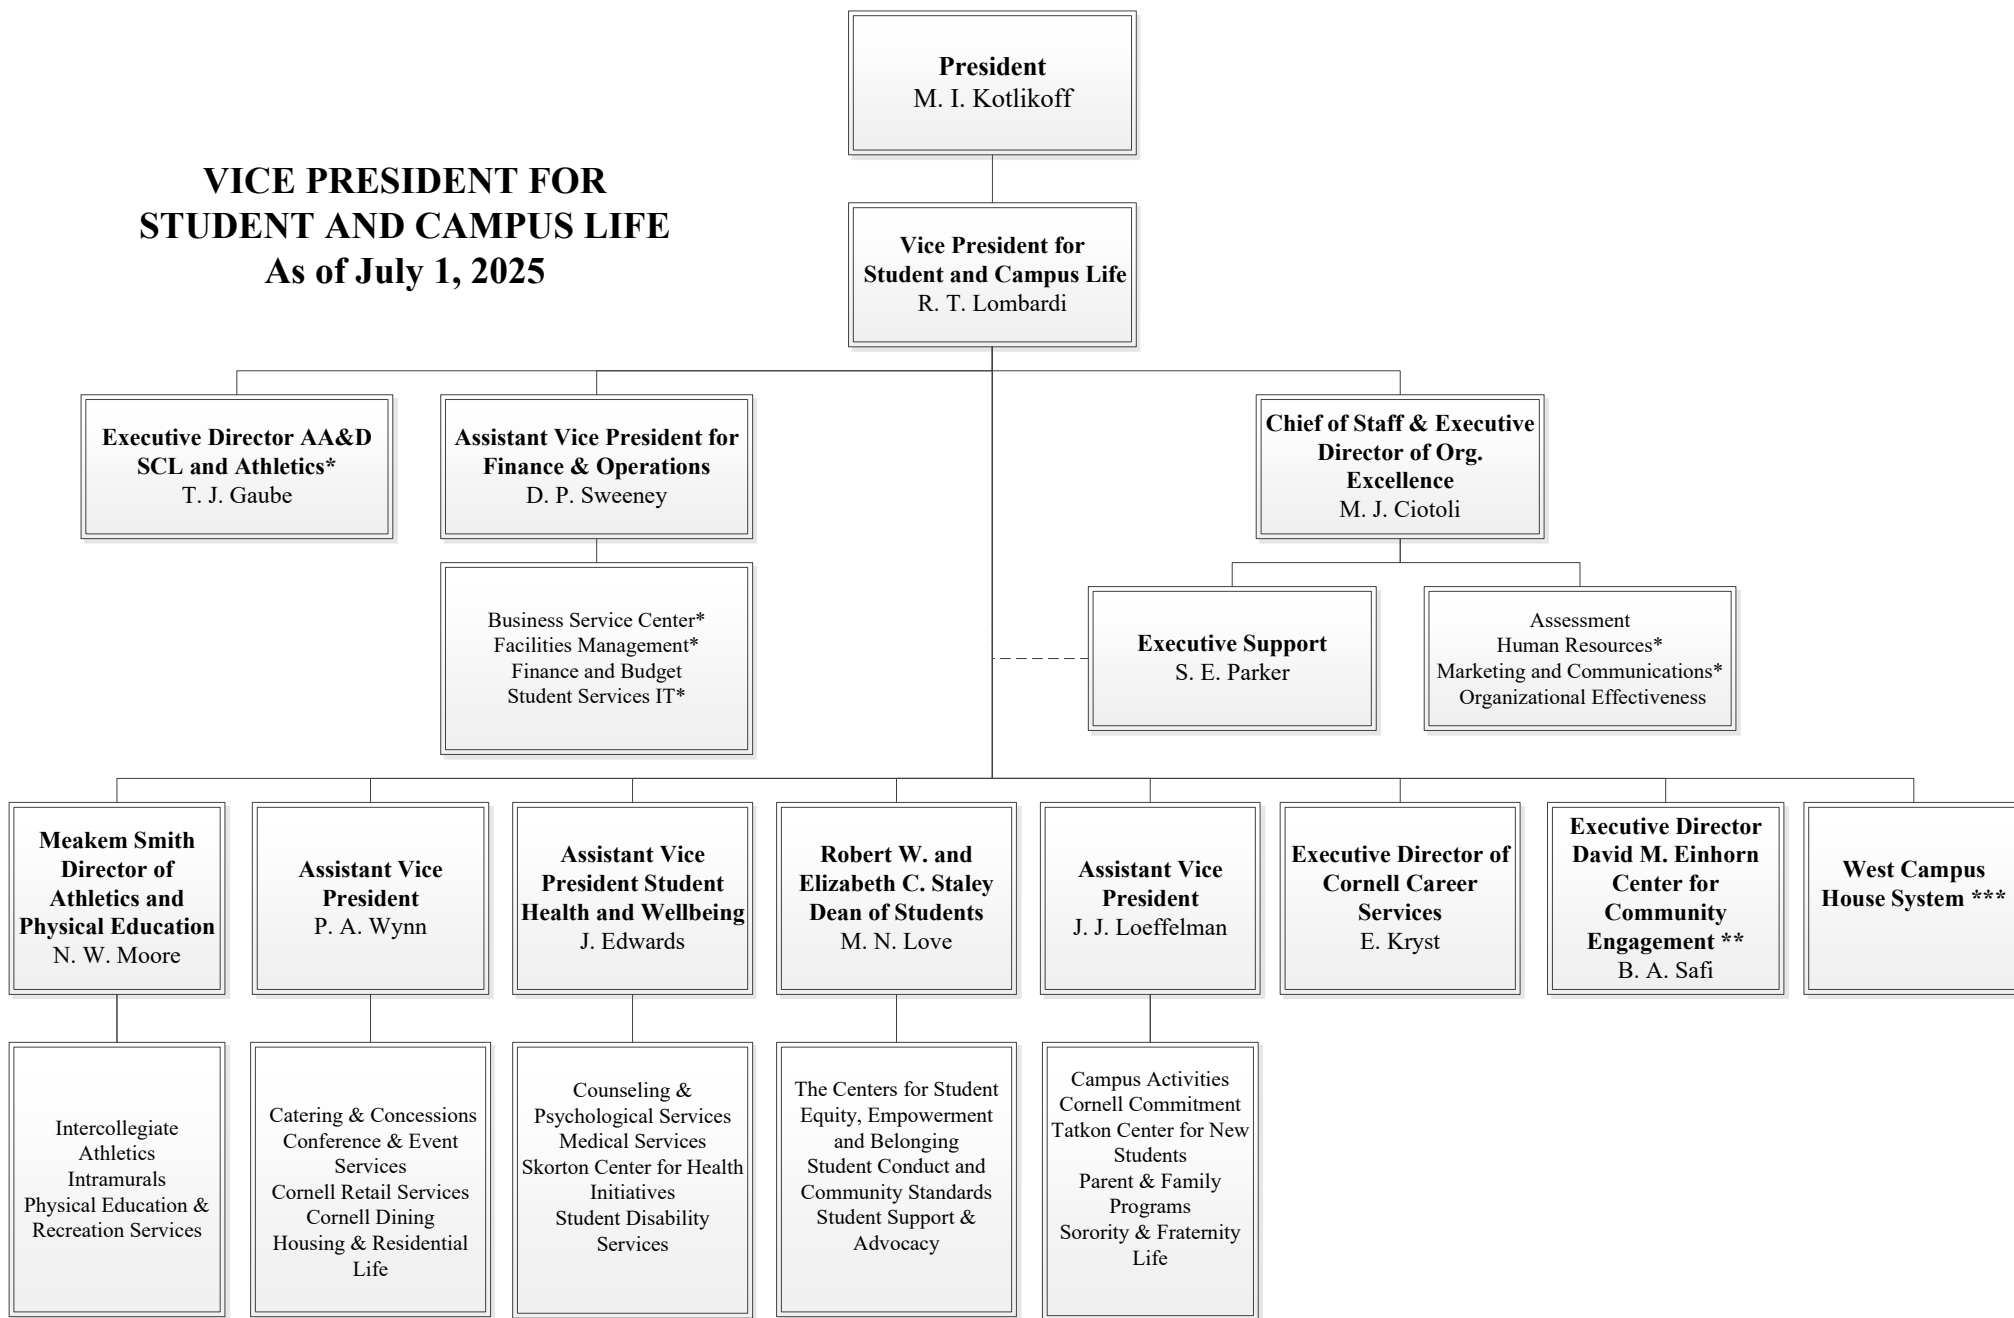 President
M. I. Kotlikoff
VICE PRESIDENT FOR
STUDENT AND CAMPUS LIFE
As of July 1, 2025
Vice President for
Student and Campus Life
R. T. Lombardi
Executive Director AA&D
SCL and Athletics*
T. J. Gaube
Assistant Vice President for
Finance & Operations
D. P. Sweeney
Chief of Staff & Executive
Director of Org.
Excellence
M. J. Ciotoli
Business Service Center*
Facilities Management*
Finance and Budget
Student Services IT*
Executive Support
S. E. Parker
Assessment
Human Resources*
Marketing and Communications*
Organizational Effectiveness
Meakem Smith
Director of
Athletics and
Physical Education
N. W. Moore
Assistant Vice
President
P. A. Wynn
Assistant Vice
President Student
Health and Wellbeing
J. Edwards
Robert W. and
Elizabeth C. Staley
Dean of Students
M. N. Love
Assistant Vice
President
J. J. Loeffelman
Executive Director of
Cornell Career
Services
E. Kryst
Executive Director
David M. Einhorn
Center for
Community
Engagement **
B. A. Safi
West Campus
House System ***
Intercollegiate
Athletics
Intramurals
Physical Education &
Recreation Services
Catering & Concessions
Conference & Event
Services
Cornell Retail Services
Cornell Dining
Housing & Residential
Life
Counseling &
Psychological Services
Medical Services
Skorton Center for Health
Initiatives
Student Disability
Services
The Centers for Student
Equity, Empowerment
and Belonging
Student Conduct and
Community Standards
Student Support &
Advocacy
Campus Activities
Cornell Commitment
Tatkon Center for New
Students
Parent & Family
Programs
Sorority & Fraternity
Life